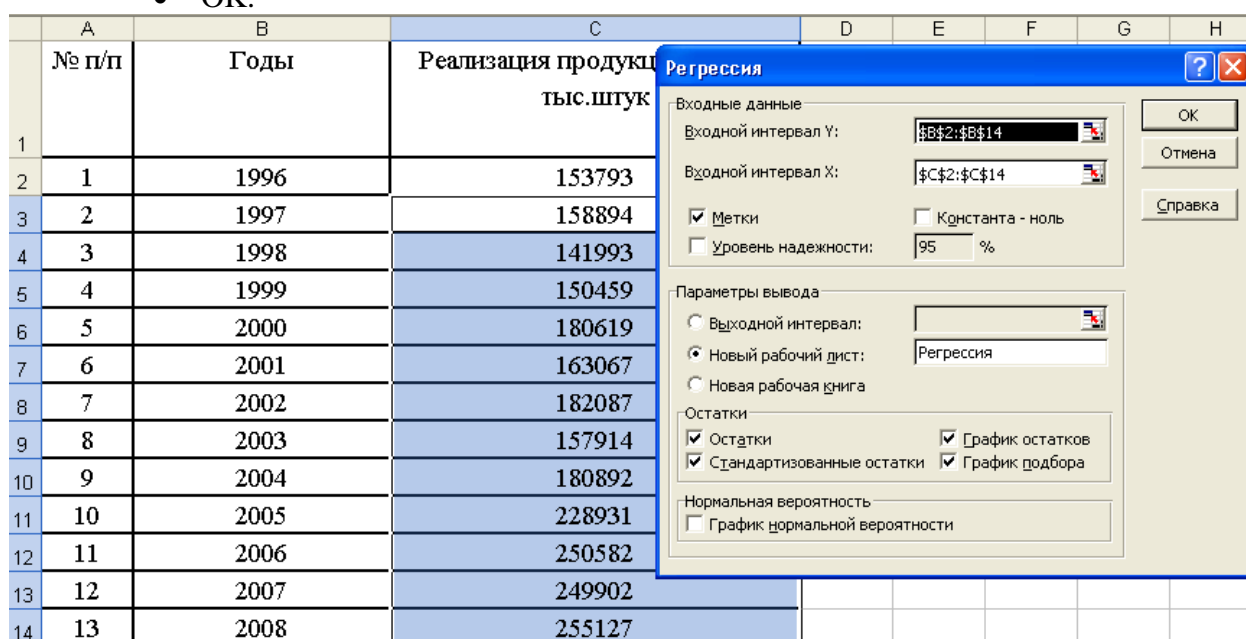 • ОК.
A B C D E F G H
№ п/п Годы Реализация продукц
тыс.штук
1
2 1 1996 153793
3 2 1997 158894
4 3 1998 141993
5 4 1999 150459
6 5 2000 180619
7 6 2001 163067
8 7 2002 182087
9 8 2003 157914
10 9 2004 180892
11 10 2005 228931
12 11 2006 250582
13 12 2007 249902
14 13 2008 255127
Регрессия
Входные данные
Входной интервал Y: $B$2:$B$14
Входной интервал X: $C$2:$C$14
Метки Константа - ноль
Уровень надежности: 95 %
ОК
Отмена
Справка
Параметры вывода
Выходной интервал:
Новый рабочий лист: Регрессия
Новая рабочая книга
Остатки
Остатки График остатков
Стандартизованные остатки График подбора
Нормальная вероятность
График нормальной вероятности